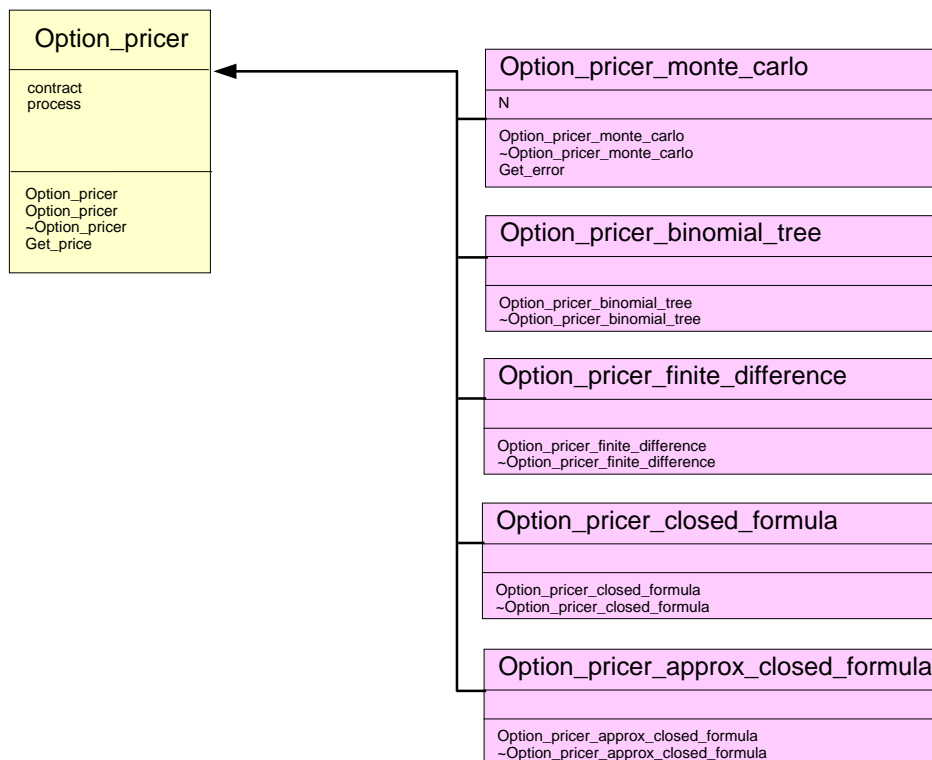 Option_pricer
contract
process
Option_pricer
Option_pricer
~Option_pricer
Get_price
Option_pricer_monte_carlo
N
Option_pricer_monte_carlo
~Option_pricer_monte_carlo
Get_error
Option_pricer_binomial_tree
Option_pricer_binomial_tree
~Option_pricer_binomial_tree
Option_pricer_finite_difference
Option_pricer_finite_difference
~Option_pricer_finite_difference
Option_pricer_closed_formula
Option_pricer_closed_formula
~Option_pricer_closed_formula
Option_pricer_approx_closed_formula
Option_pricer_approx_closed_formula
~Option_pricer_approx_closed_formula